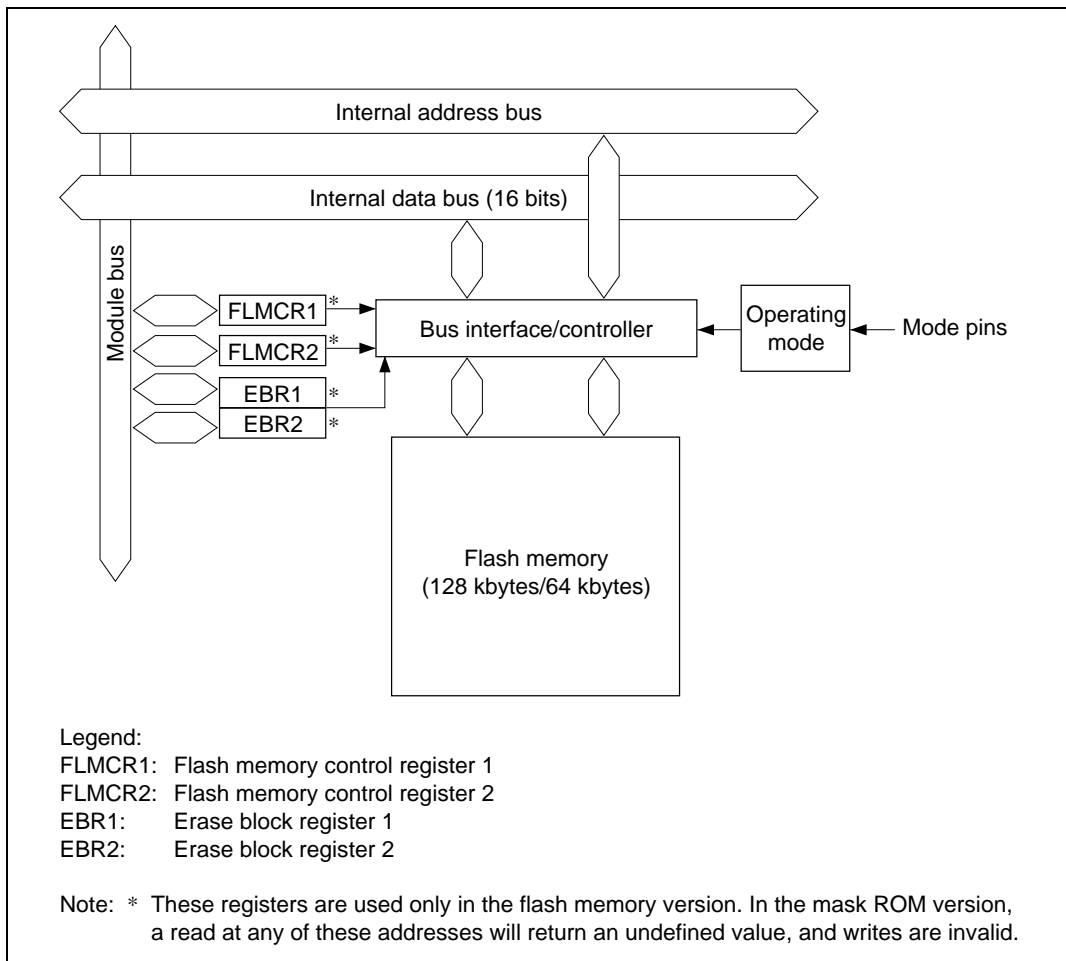 Internal address bus
Internal data bus (16 bits)
Module bus
FLMCR1 *
FLMCR2 *
EBR1 *
EBR2 *
Bus interface/controller
Operating
mode
Mode pins
Flash memory
(128 kbytes/64 kbytes)
Legend:
FLMCR1: Flash memory control register 1
FLMCR2: Flash memory control register 2
EBR1: Erase block register 1
EBR2: Erase block register 2
Note: * These registers are used only in the flash memory version. In the mask ROM version,
a read at any of these addresses will return an undefined value, and writes are invalid.